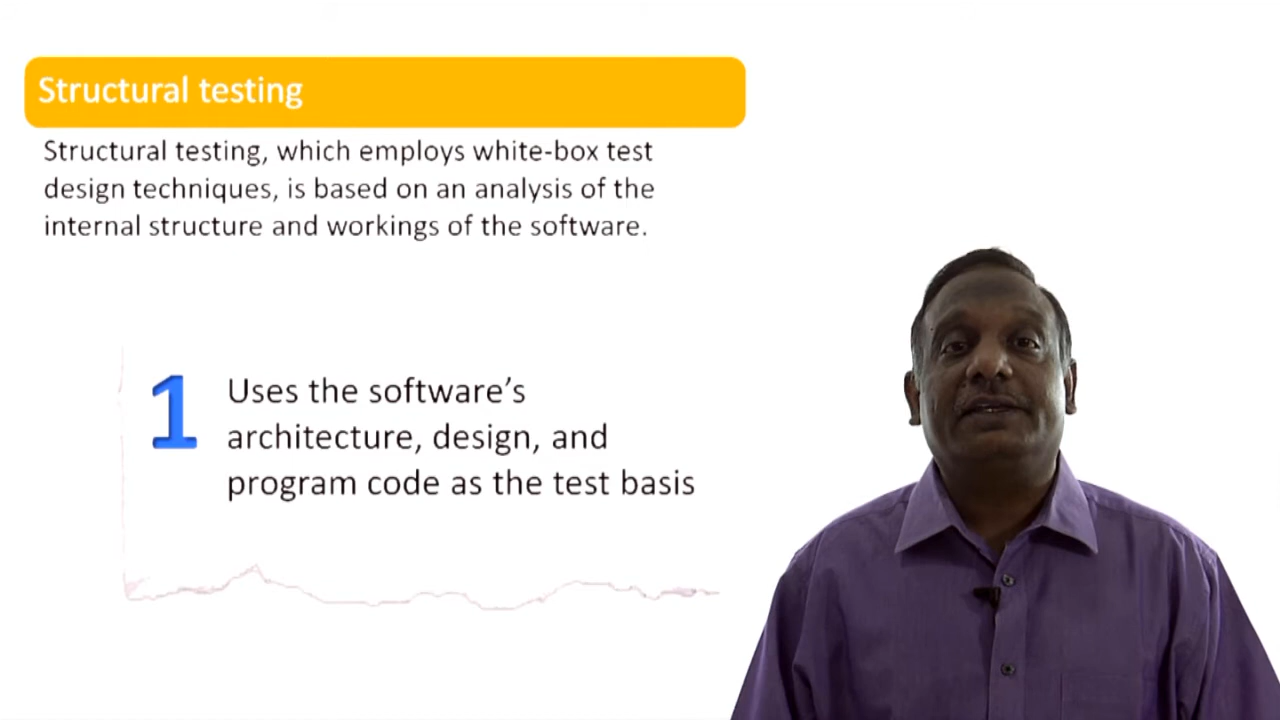 Structural testing
Structural testing, which employs white-box test
design techniques, is based on an analysis of the
internal structure and workings of the software.
1
Uses the software’s
architecture, design, and
program code as the test basis